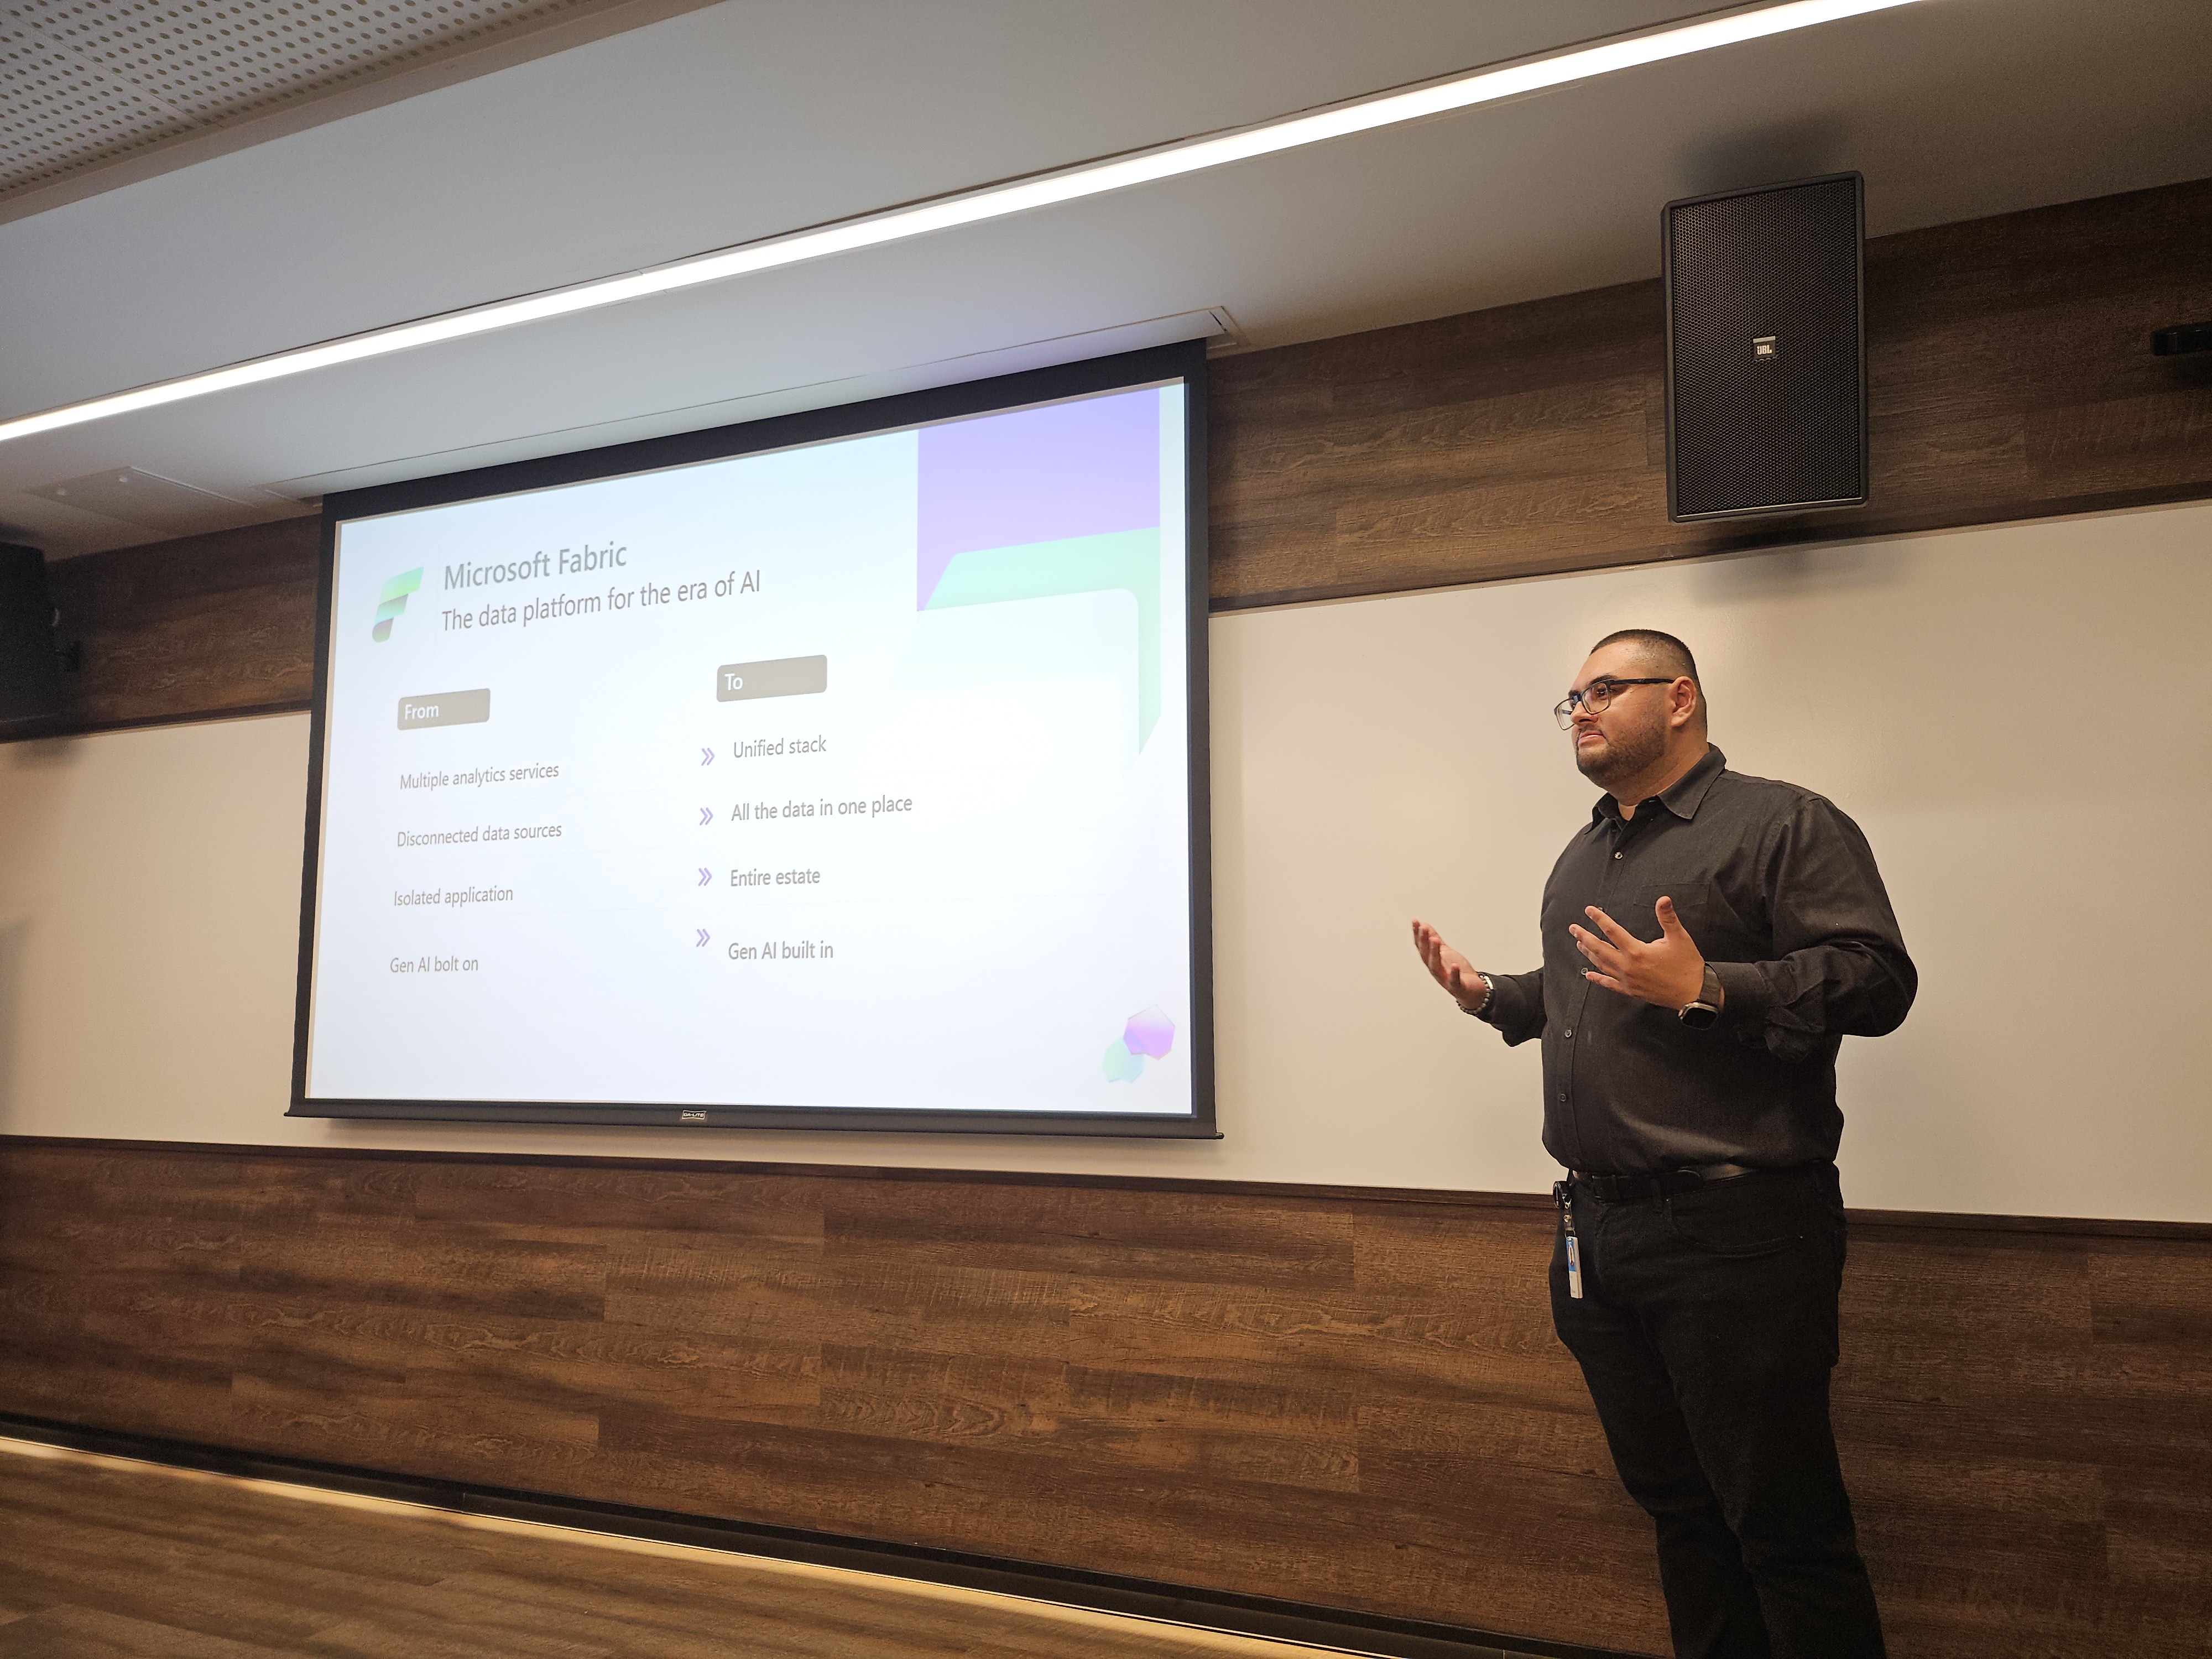 Microsoft Fabric
The data platform for the era of AI
From
To
Multiple analytics services
Unified stack
Disconnected data sources
All the data in one place
Isolated application
Entire estate
Gen AI bolt on
Gen AI built in
JBL
DA-LITE